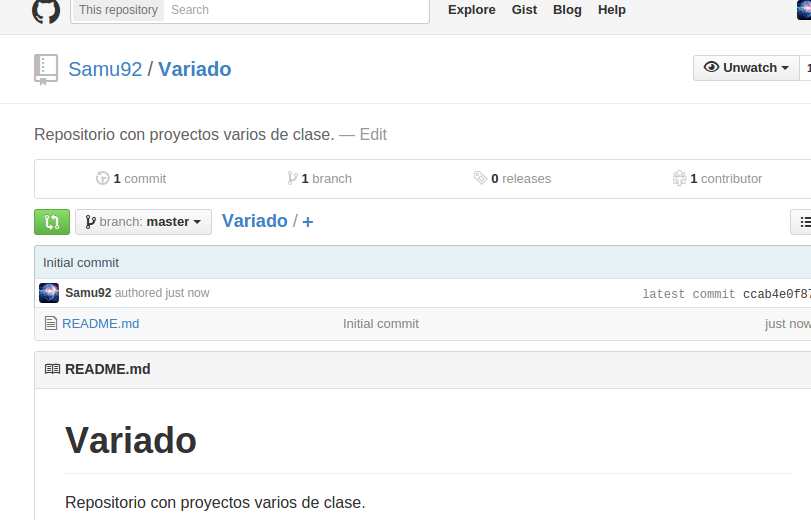 This repository Search Explore Gist Blog Help
Samu92 / Variado Unwatch
Repositorio con proyectos varios de clase. — Edit
1 commit 1 branch 0 releases 1 contributor
branch: master Variado / +
Initial commit
Samu92 authored just now latest commit ccab4e0f87
README.md Initial commit just now
README.md
Variado
Repositorio con proyectos varios de clase.